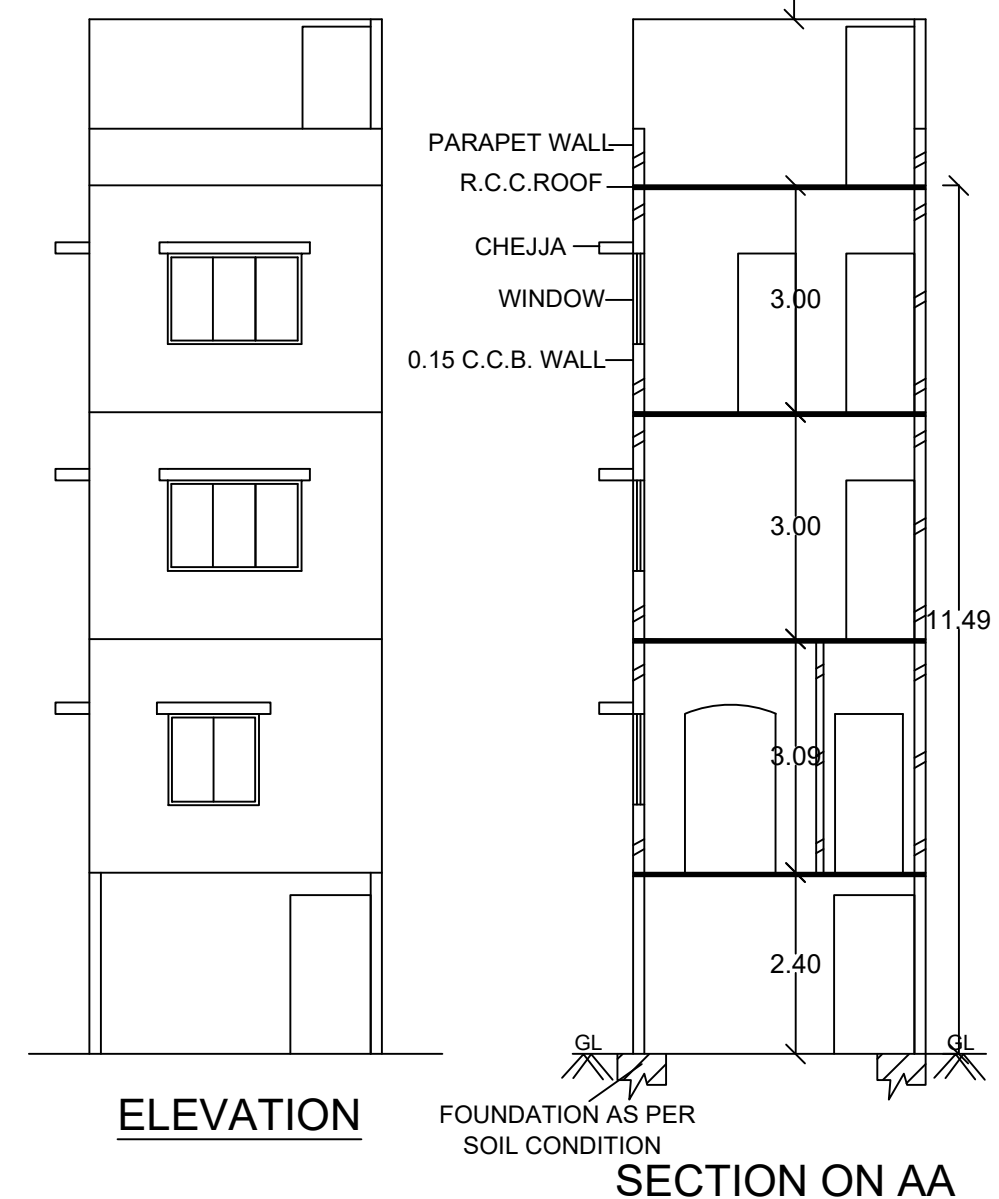 PARAPET WALL
R.C.C.ROOF
CHEJJA
WINDOW
3.00
0.15 C.C.B. WALL
3.00
11.49
3.09
2.40
GL
GL
ELEVATION
FOUNDATION AS PER
SOIL CONDITION
SECTION ON AA